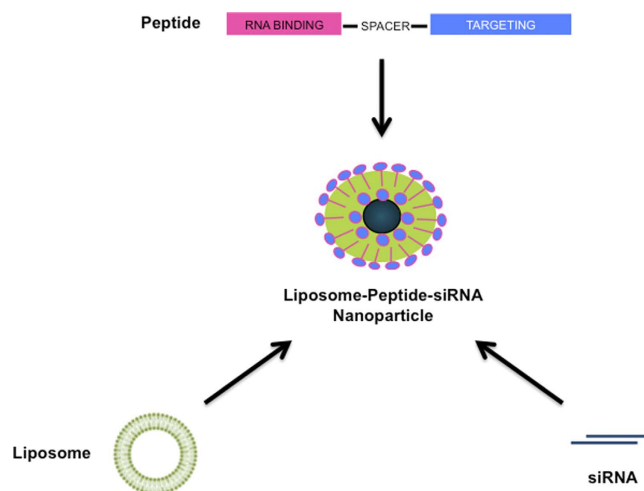 Peptide RNA BINDING SPACER TARGETING
Liposome-Peptide-siRNA
Nanoparticle
Liposome
siRNA